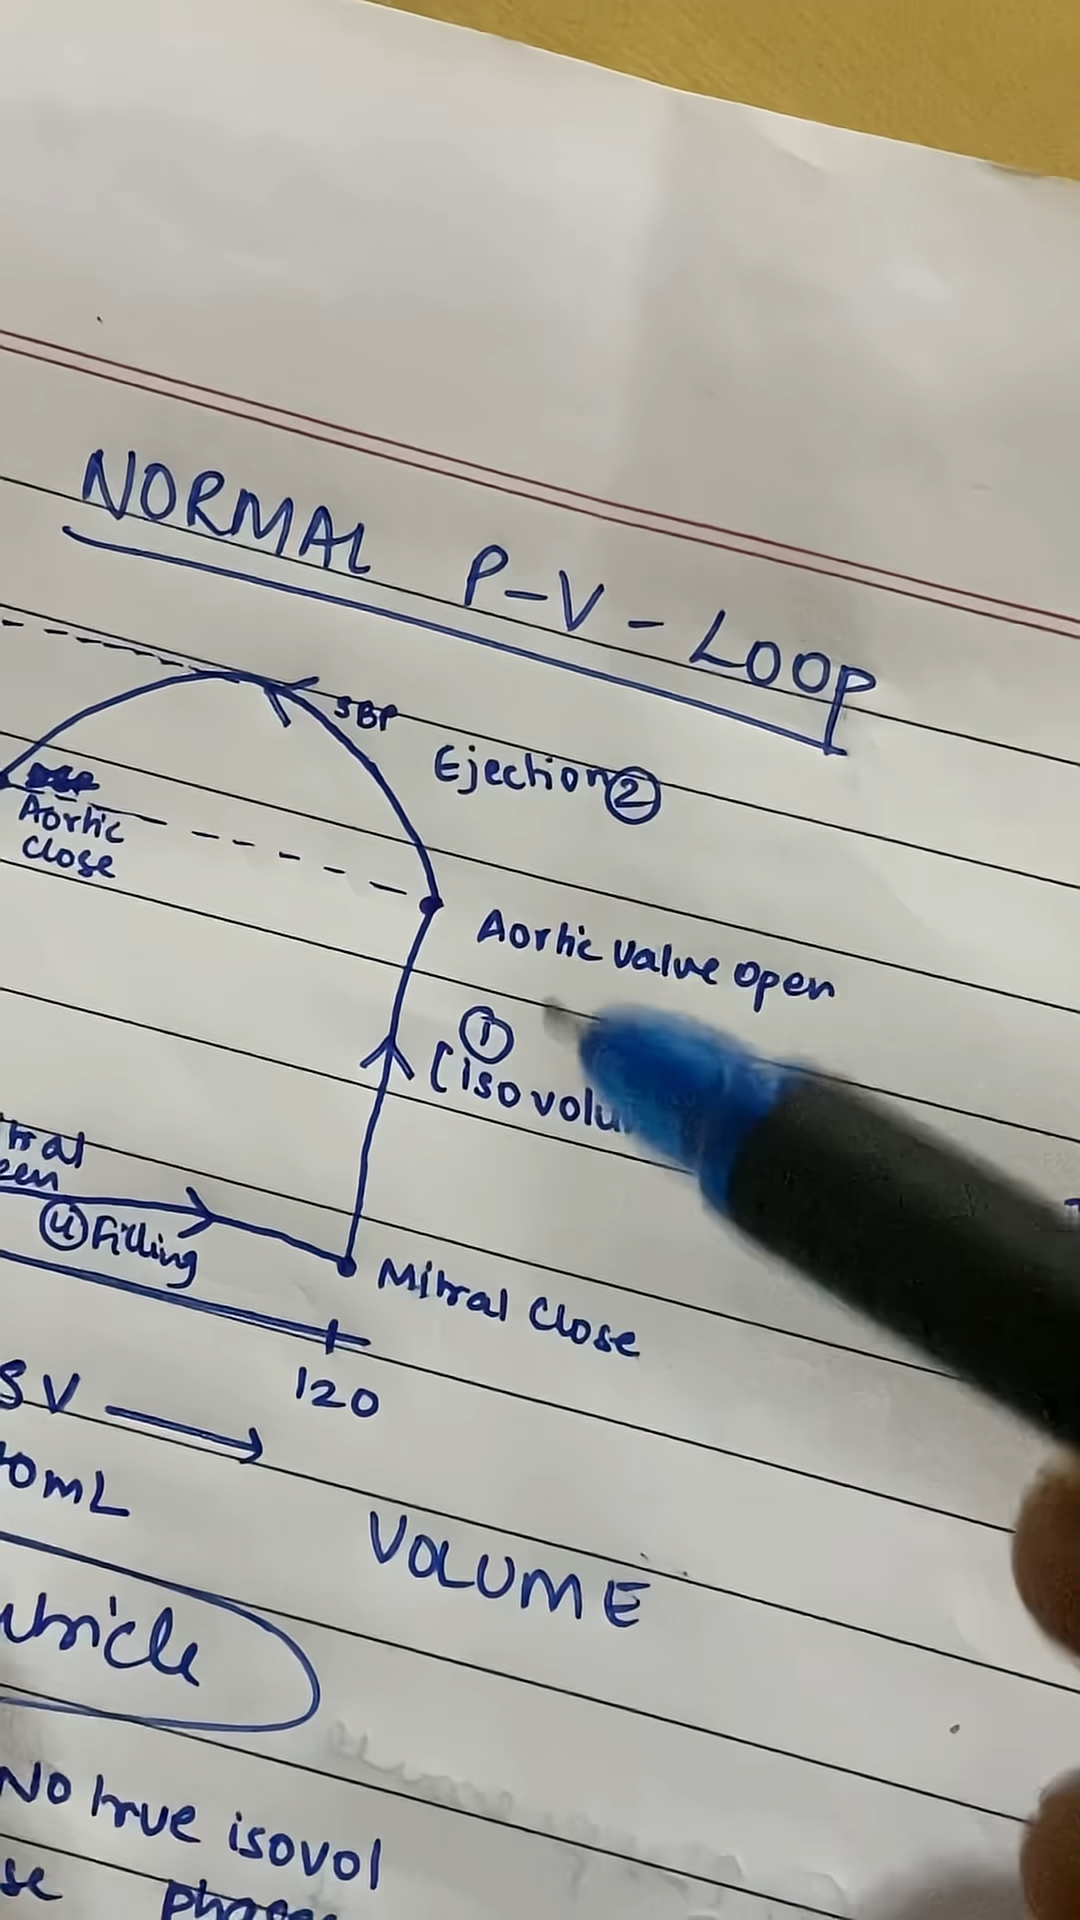 NORMAL P-V-LOOP
SBP
Ejection ②
Aortic
close
Aortic valve open
①
[isovolu
④ Filling
Mitral Close
120
SV →
VOLUME
No true isovol